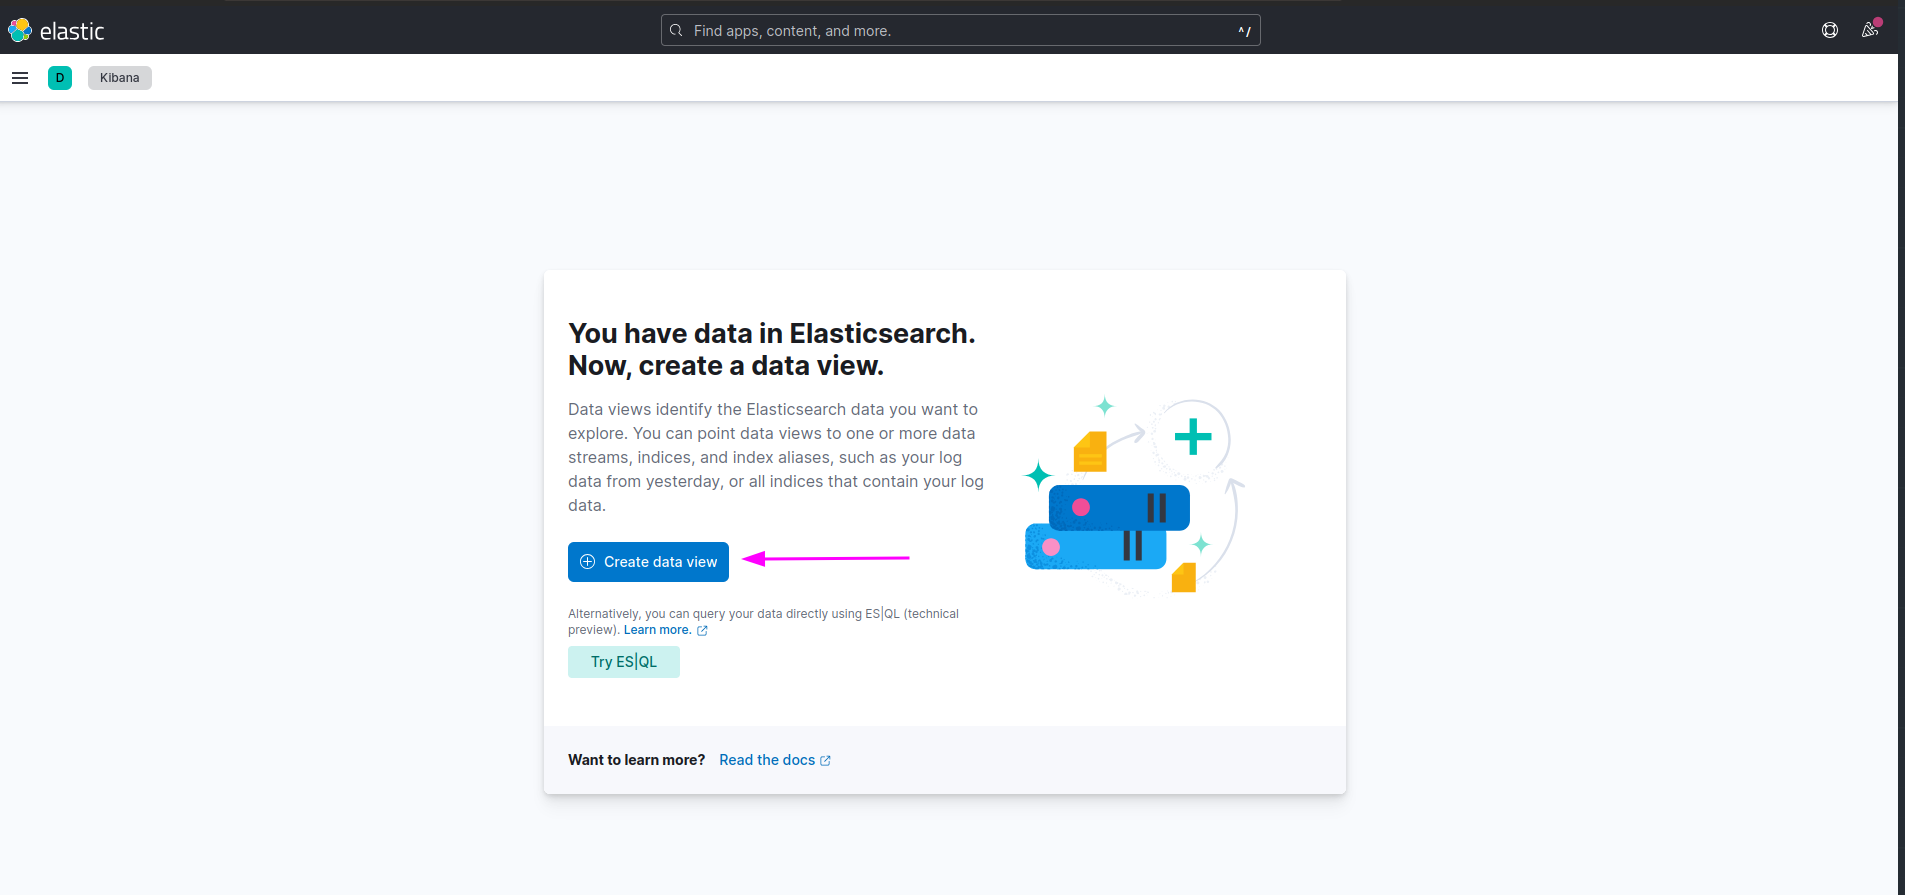 elastic
Find apps, content, and more.
^/
D
Kibana
You have data in Elasticsearch.
Now, create a data view.
Data views identify the Elasticsearch data you want to
explore. You can point data views to one or more data
streams, indices, and index aliases, such as your log
data from yesterday, or all indices that contain your log
data.
Create data view
Alternatively, you can query your data directly using ES|QL (technical
preview). Learn more.
Try ES|QL
Want to learn more? Read the docs